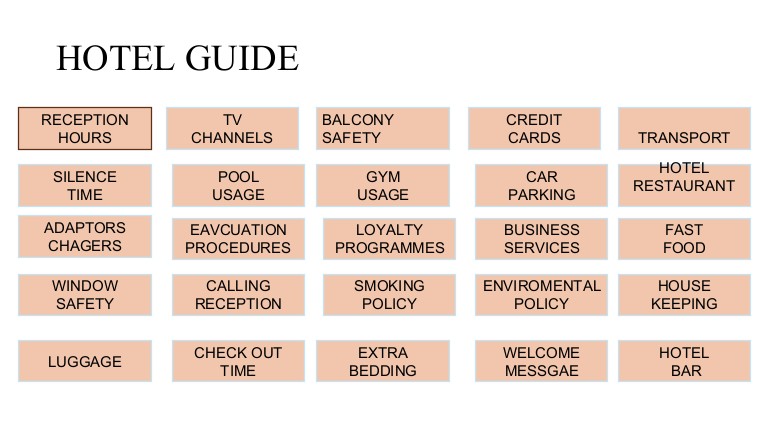 HOTEL GUIDE
RECEPTION
HOURS
TV
CHANNELS
BALCONY
SAFETY
CREDIT
CARDS
TRANSPORT
SILENCE
TIME
POOL
USAGE
GYM
USAGE
CAR
PARKING
HOTEL
RESTAURANT
ADAPTORS
CHAGERS
EAVCUATION
PROCEDURES
LOYALTY
PROGRAMMES
BUSINESS
SERVICES
FAST
FOOD
WINDOW
SAFETY
CALLING
RECEPTION
SMOKING
POLICY
ENVIROMENTAL
POLICY
HOUSE
KEEPING
LUGGAGE
CHECK OUT
TIME
EXTRA
BEDDING
WELCOME
MESSGAE
HOTEL
BAR